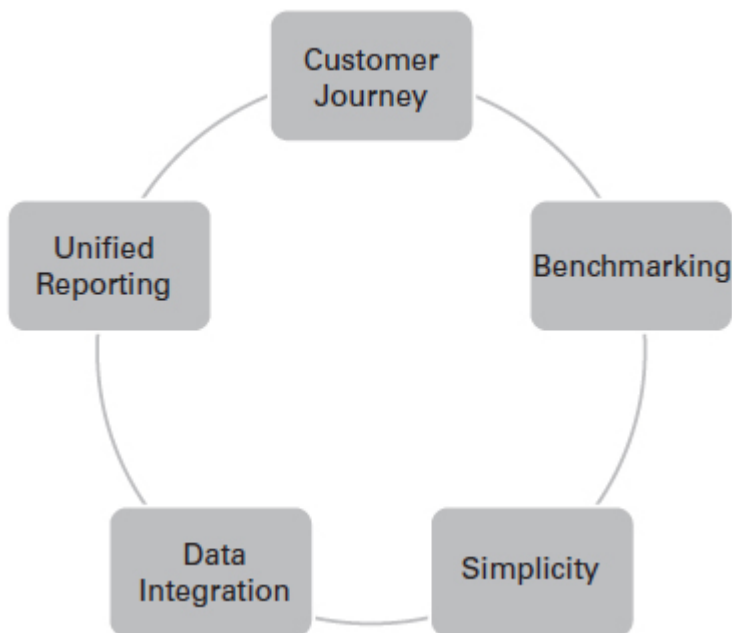 Customer
Journey
Unified
Reporting
Benchmarking
Data
Integration
Simplicity